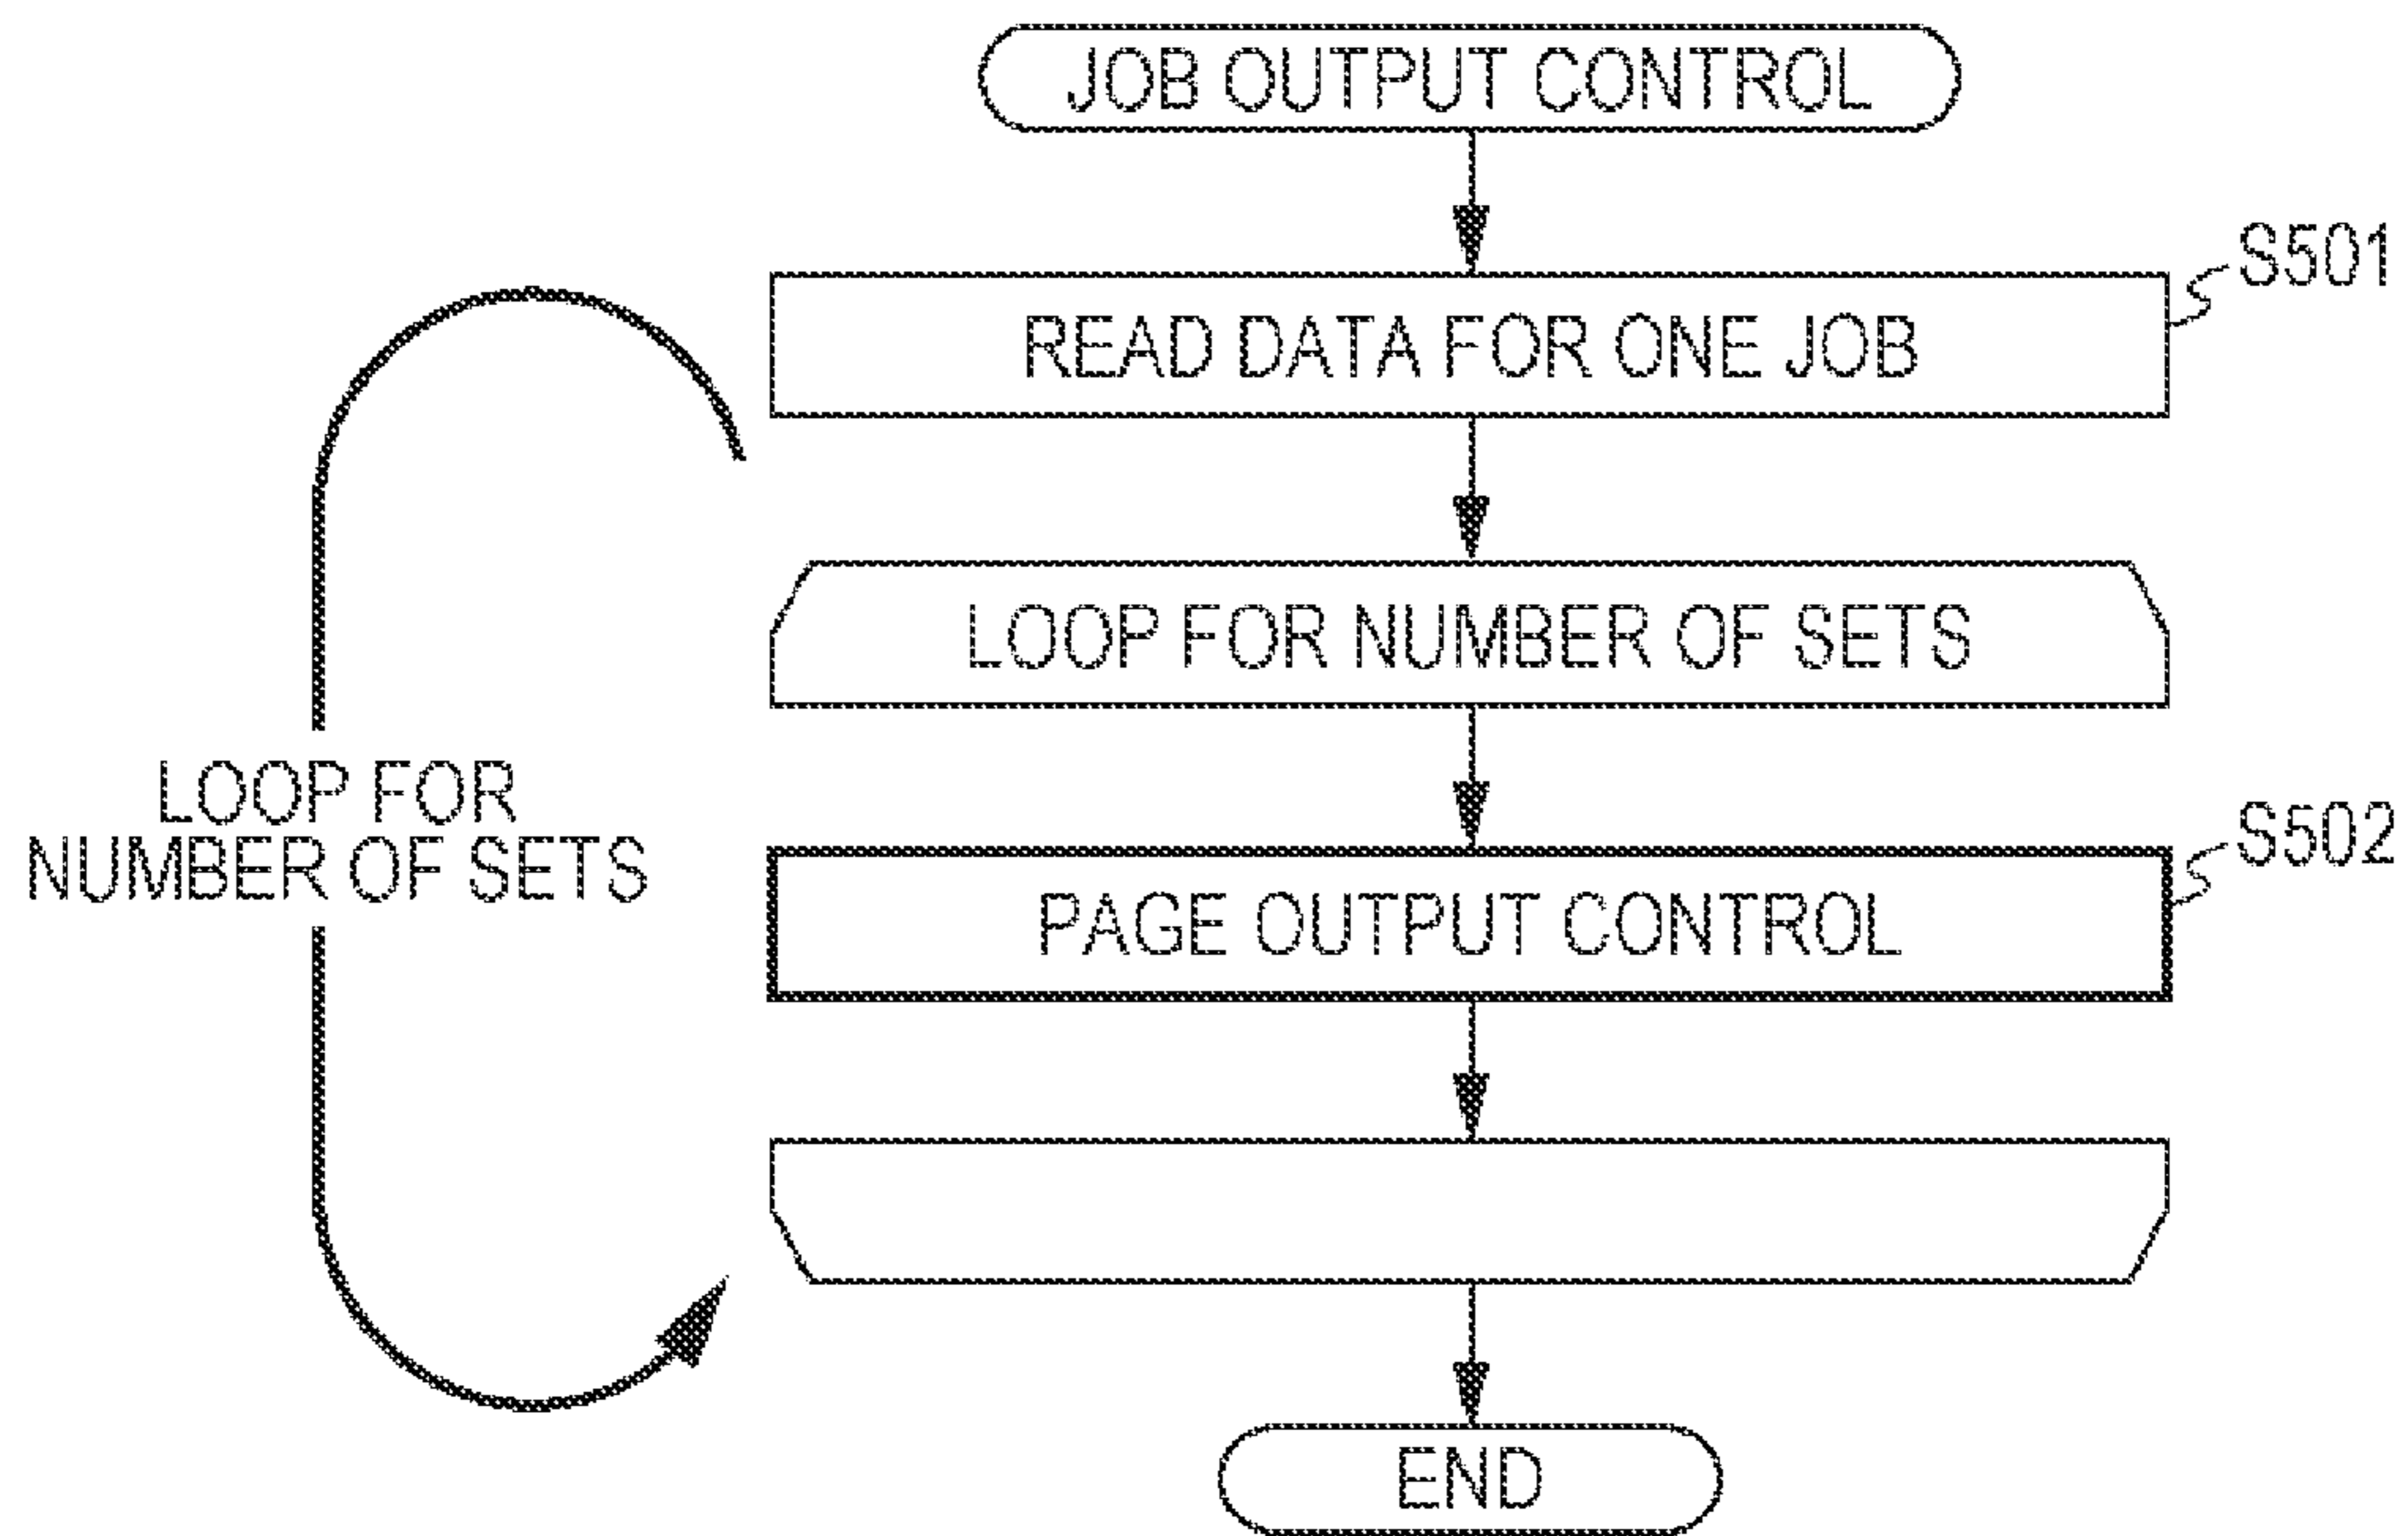 JOB OUTPUT CONTROL
S501
READ DATA FOR ONE JOB
LOOP FOR NUMBER OF SETS
LOOP FOR
NUMBER OF SETS
S502
PAGE OUTPUT CONTROL
END